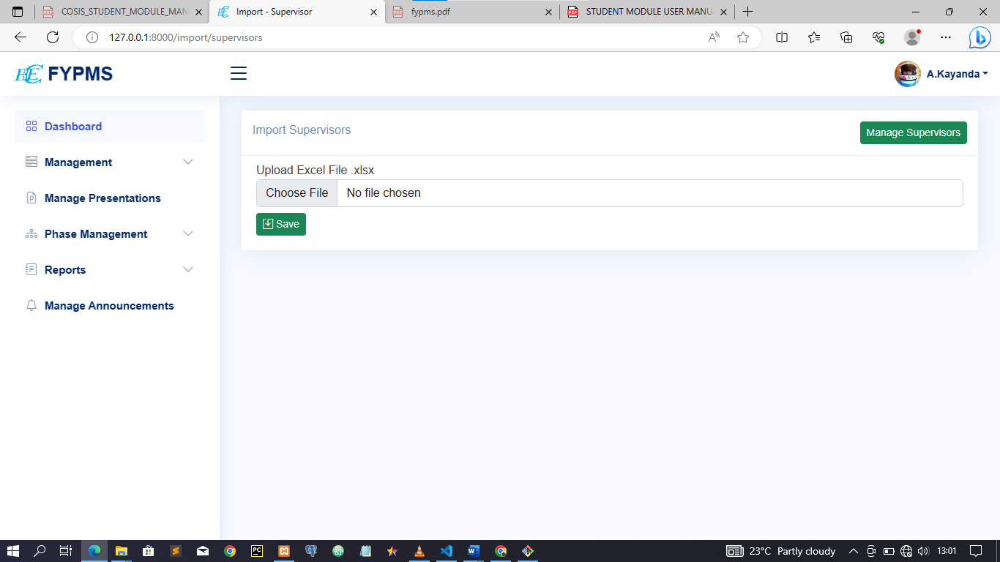 COSIS_STUDENT_MODULE_MAN
Import - Supervisor
fypms.pdf
STUDENT MODULE USER MANU
127.0.0.1:8000/import/supervisors
FYPMS
A.Kayanda
Dashboard
Management
Manage Presentations
Phase Management
Reports
Manage Announcements
Import Supervisors
Manage Supervisors
Upload Excel File .xlsx
Choose File No file chosen
Save
23°C Partly cloudy
13:01